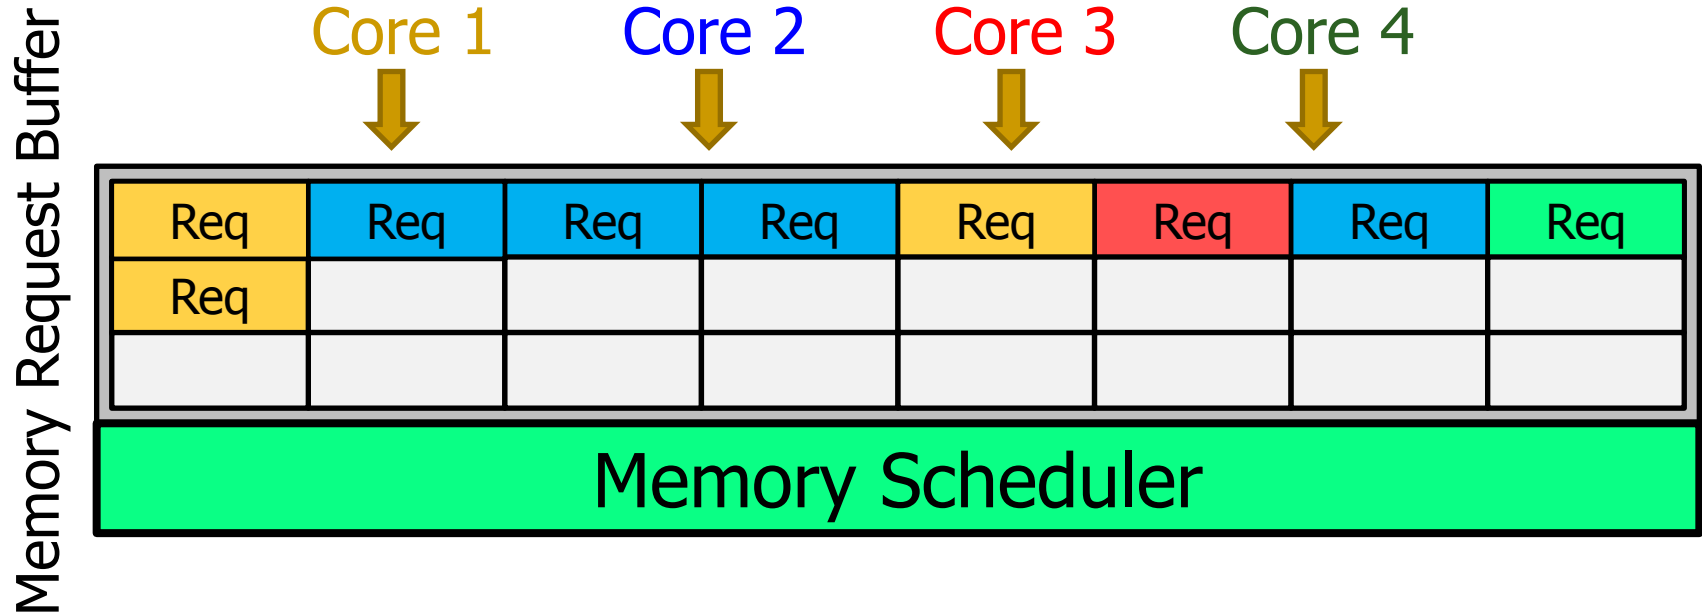 Memory Request Buffer
Core 1 Core 2 Core 3 Core 4
Req Req Req Req Req Req Req Req
Req
Memory Scheduler